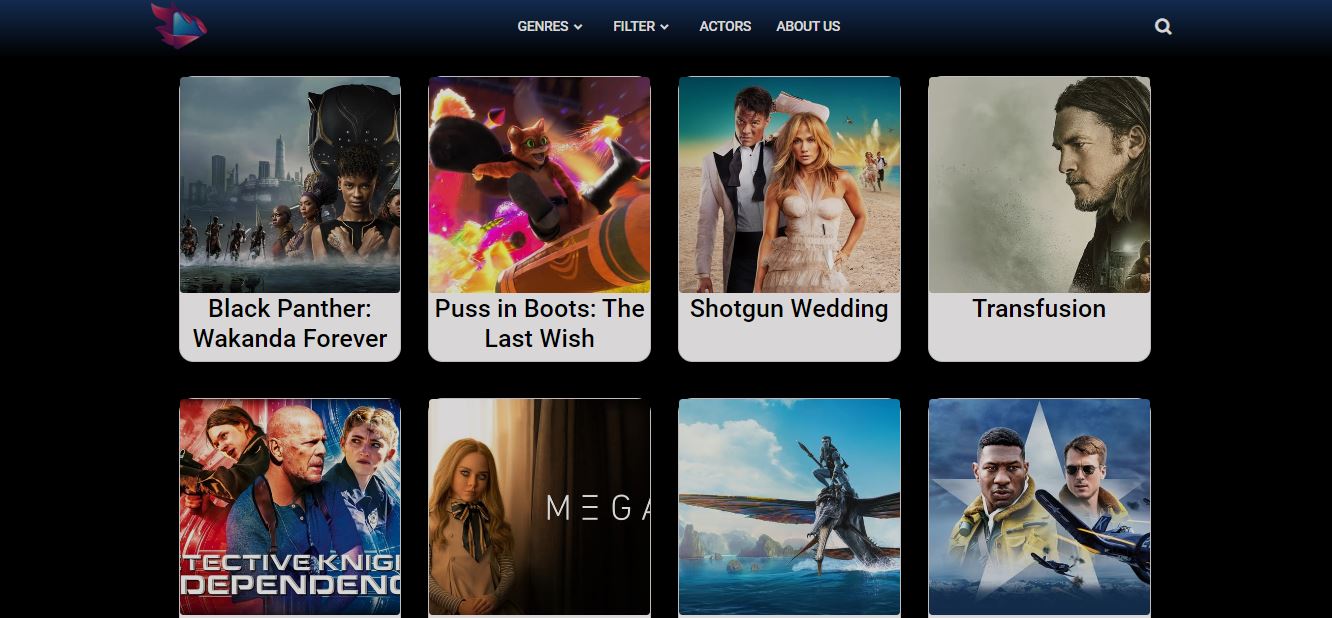 GENRES
FILTER
ACTORS
ABOUT US
Black Panther:
Wakanda Forever
Puss in Boots: The
Last Wish
Shotgun Wedding
Transfusion
TECTIVE KNIG
DEPENDENC
MEGA